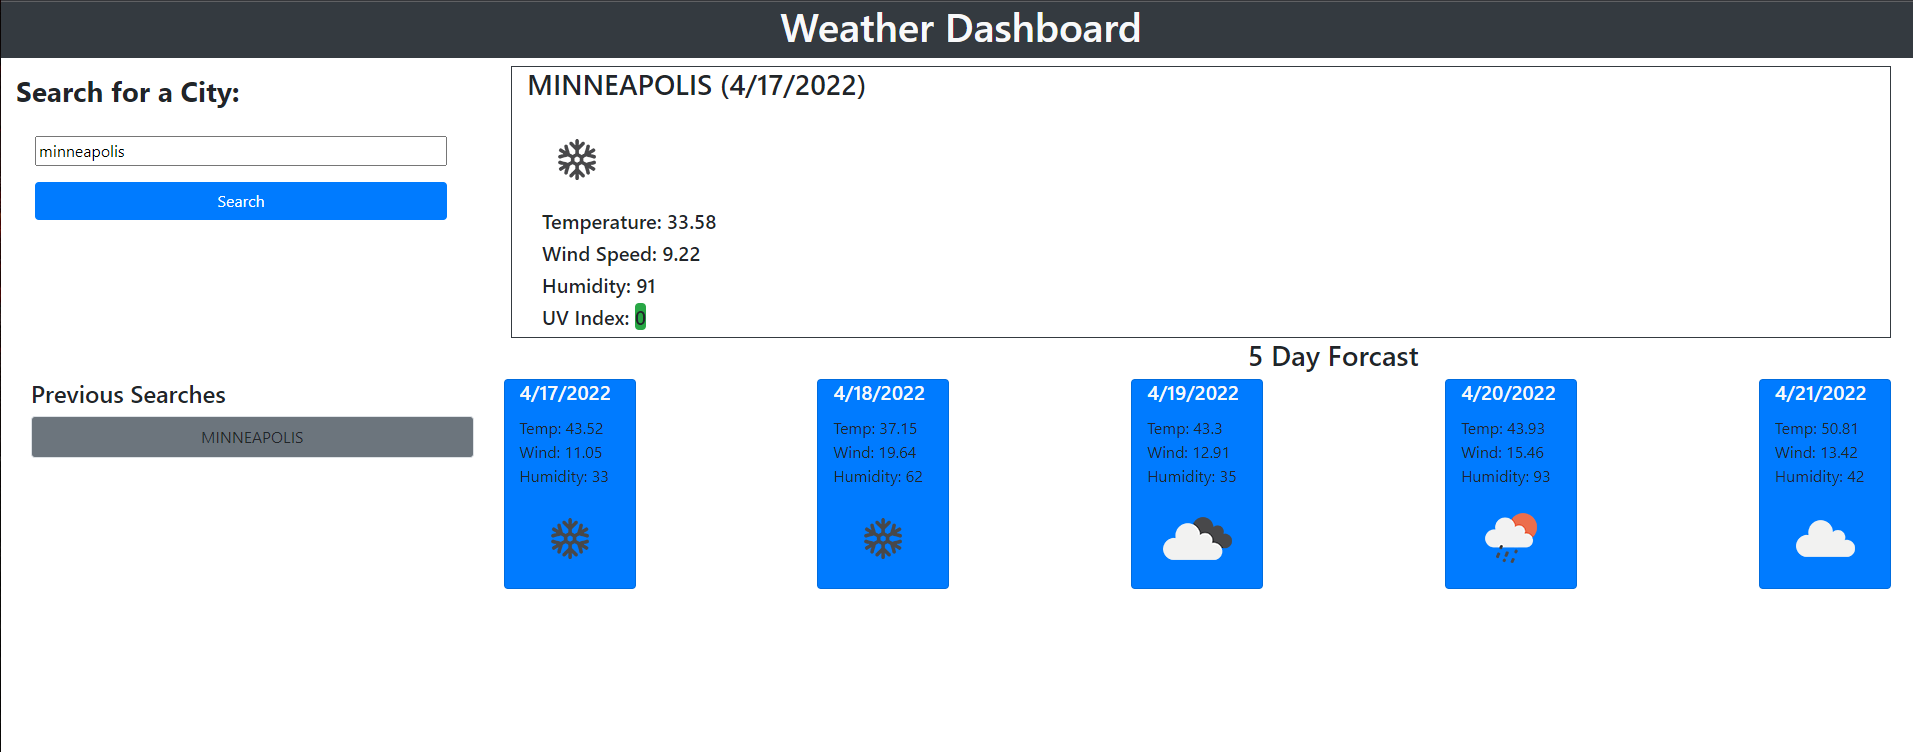 Weather Dashboard
Search for a City:
minneapolis
Search
MINNEAPOLIS (4/17/2022)
Temperature: 33.58
Wind Speed: 9.22
Humidity: 91
UV Index: 0
5 Day Forcast
Previous Searches
MINNEAPOLIS
4/17/2022
Temp: 43.52
Wind: 11.05
Humidity: 33
4/18/2022
Temp: 37.15
Wind: 19.64
Humidity: 62
4/19/2022
Temp: 43.3
Wind: 12.91
Humidity: 35
4/20/2022
Temp: 43.93
Wind: 15.46
Humidity: 93
4/21/2022
Temp: 50.81
Wind: 13.42
Humidity: 42